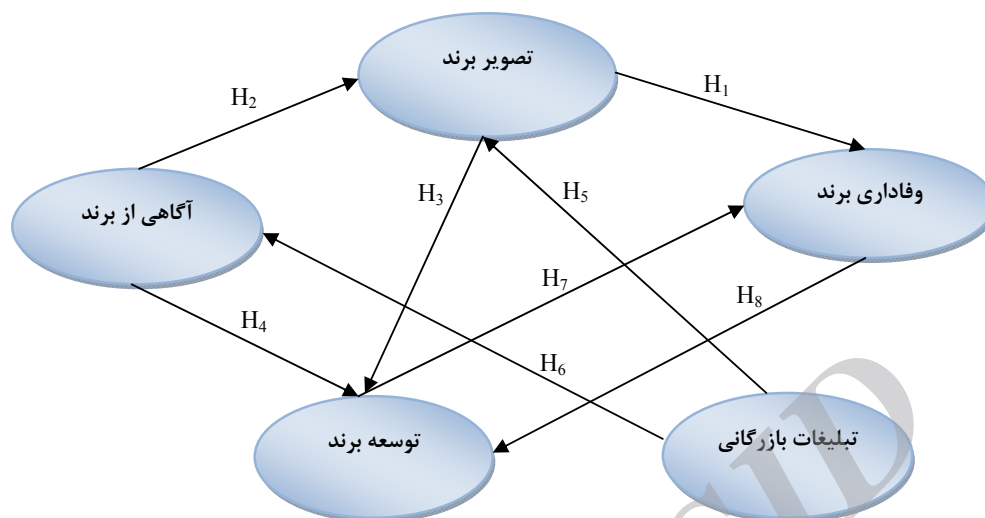 تصویر برند
H₁
H₂
وفاداری برند
آگاهی از برند
H₃
H₅
H₇
H₈
H₄
H₆
توسعه برند
تبلیغات بازرگانی